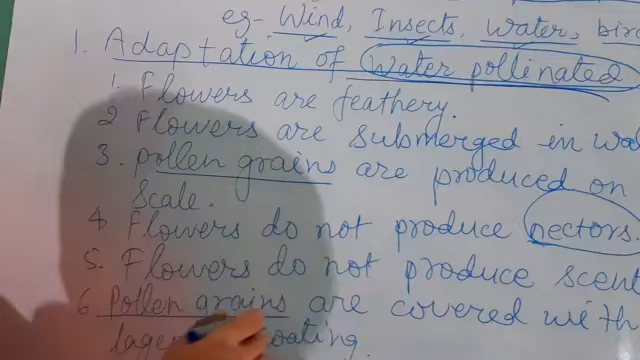 eg- Wind, Insects, Water, bir
1. Adaptation of Water pollinated
1. Flowers are feathery.
2 Flowers are submerged in wa
3. pollen grains are produced on
scale.
4 Flowers do not produce nectors.
5. Flowers do not produce scent
6 Pollen grains are covered with
coating.